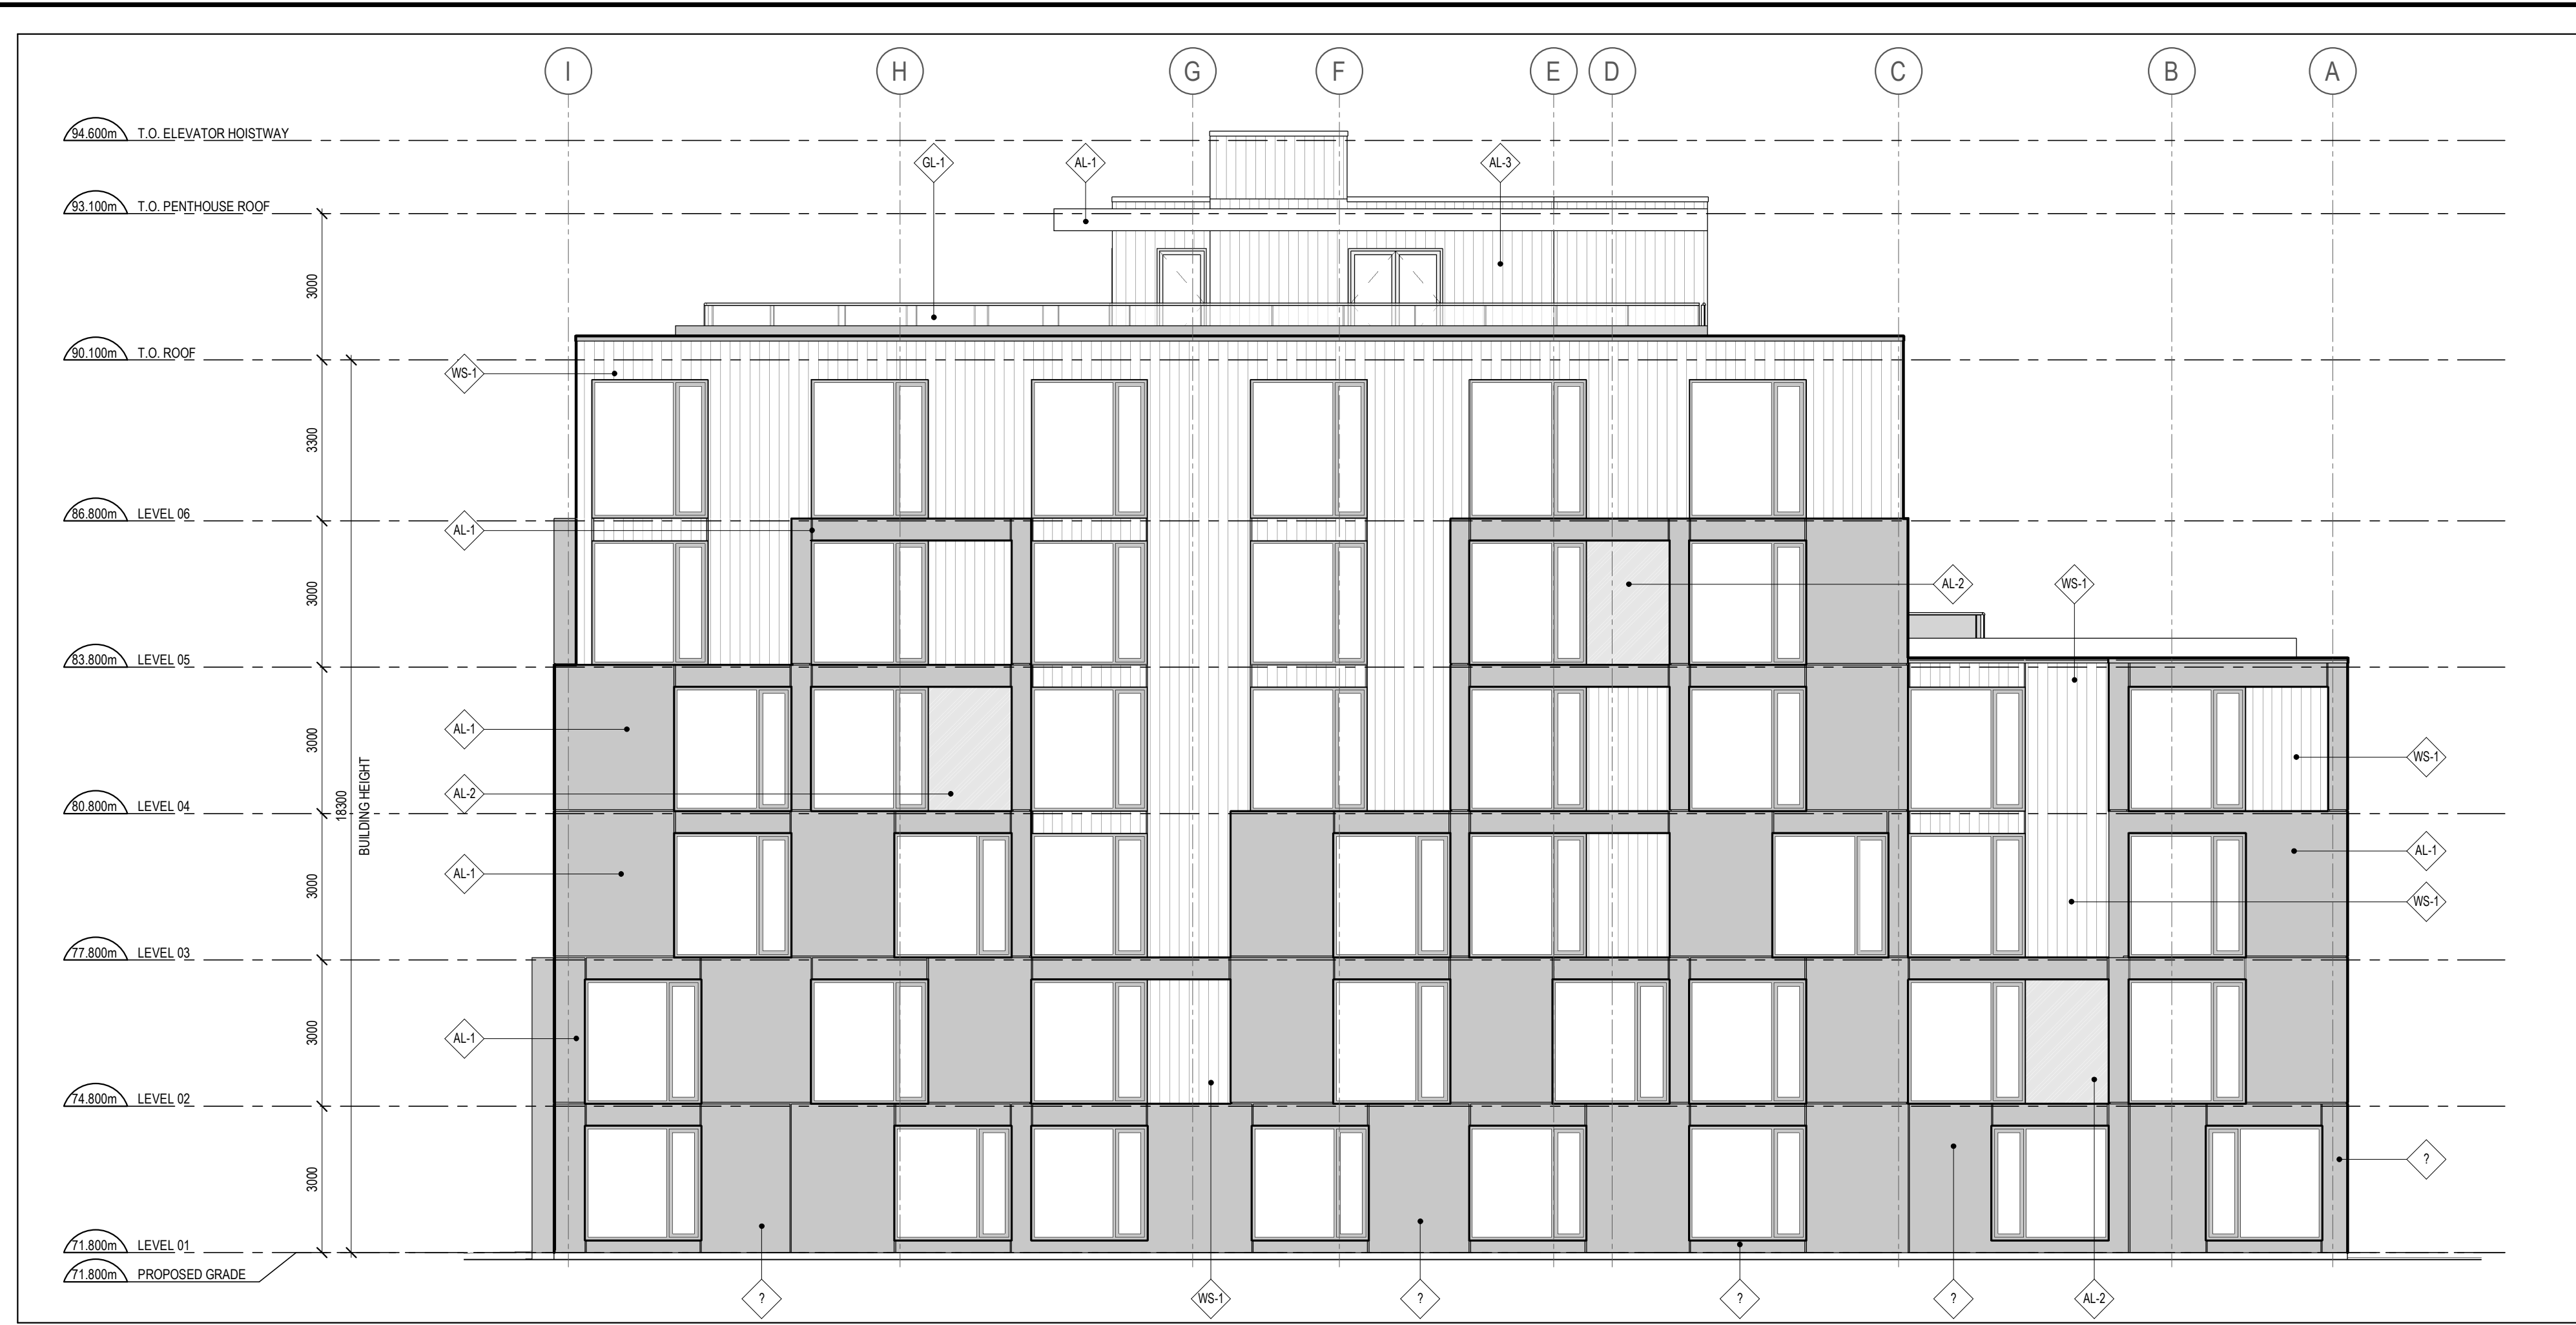 I H G F E D C B A
94.600m T.O. ELEVATOR HOISTWAY
GL-1 AL-1 AL-3
93.100m T.O. PENTHOUSE ROOF
3000
90.100m T.O. ROOF
WS-1
3300
86.800m LEVEL 06
AL-1
3000
AL-2 WS-1
83.800m LEVEL 05
AL-1
3000
WS-1
AL-2
80.800m LEVEL 04
18300
BUILDING HEIGHT
AL-1
AL-1
3000
WS-1
77.800m LEVEL 03
AL-1
3000
74.800m LEVEL 02
3000
?
71.800m LEVEL 01
71.800m PROPOSED GRADE
? WS-1 ? ? ? AL-2